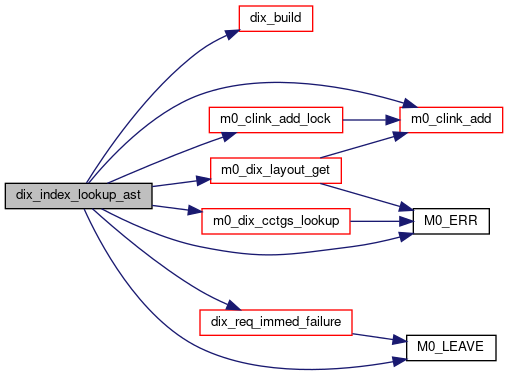 dix_build
m0_clink_add_lock
m0_clink_add
m0_dix_layout_get
dix_index_lookup_ast
m0_dix_cctgs_lookup
M0_ERR
dix_req_immed_failure
M0_LEAVE